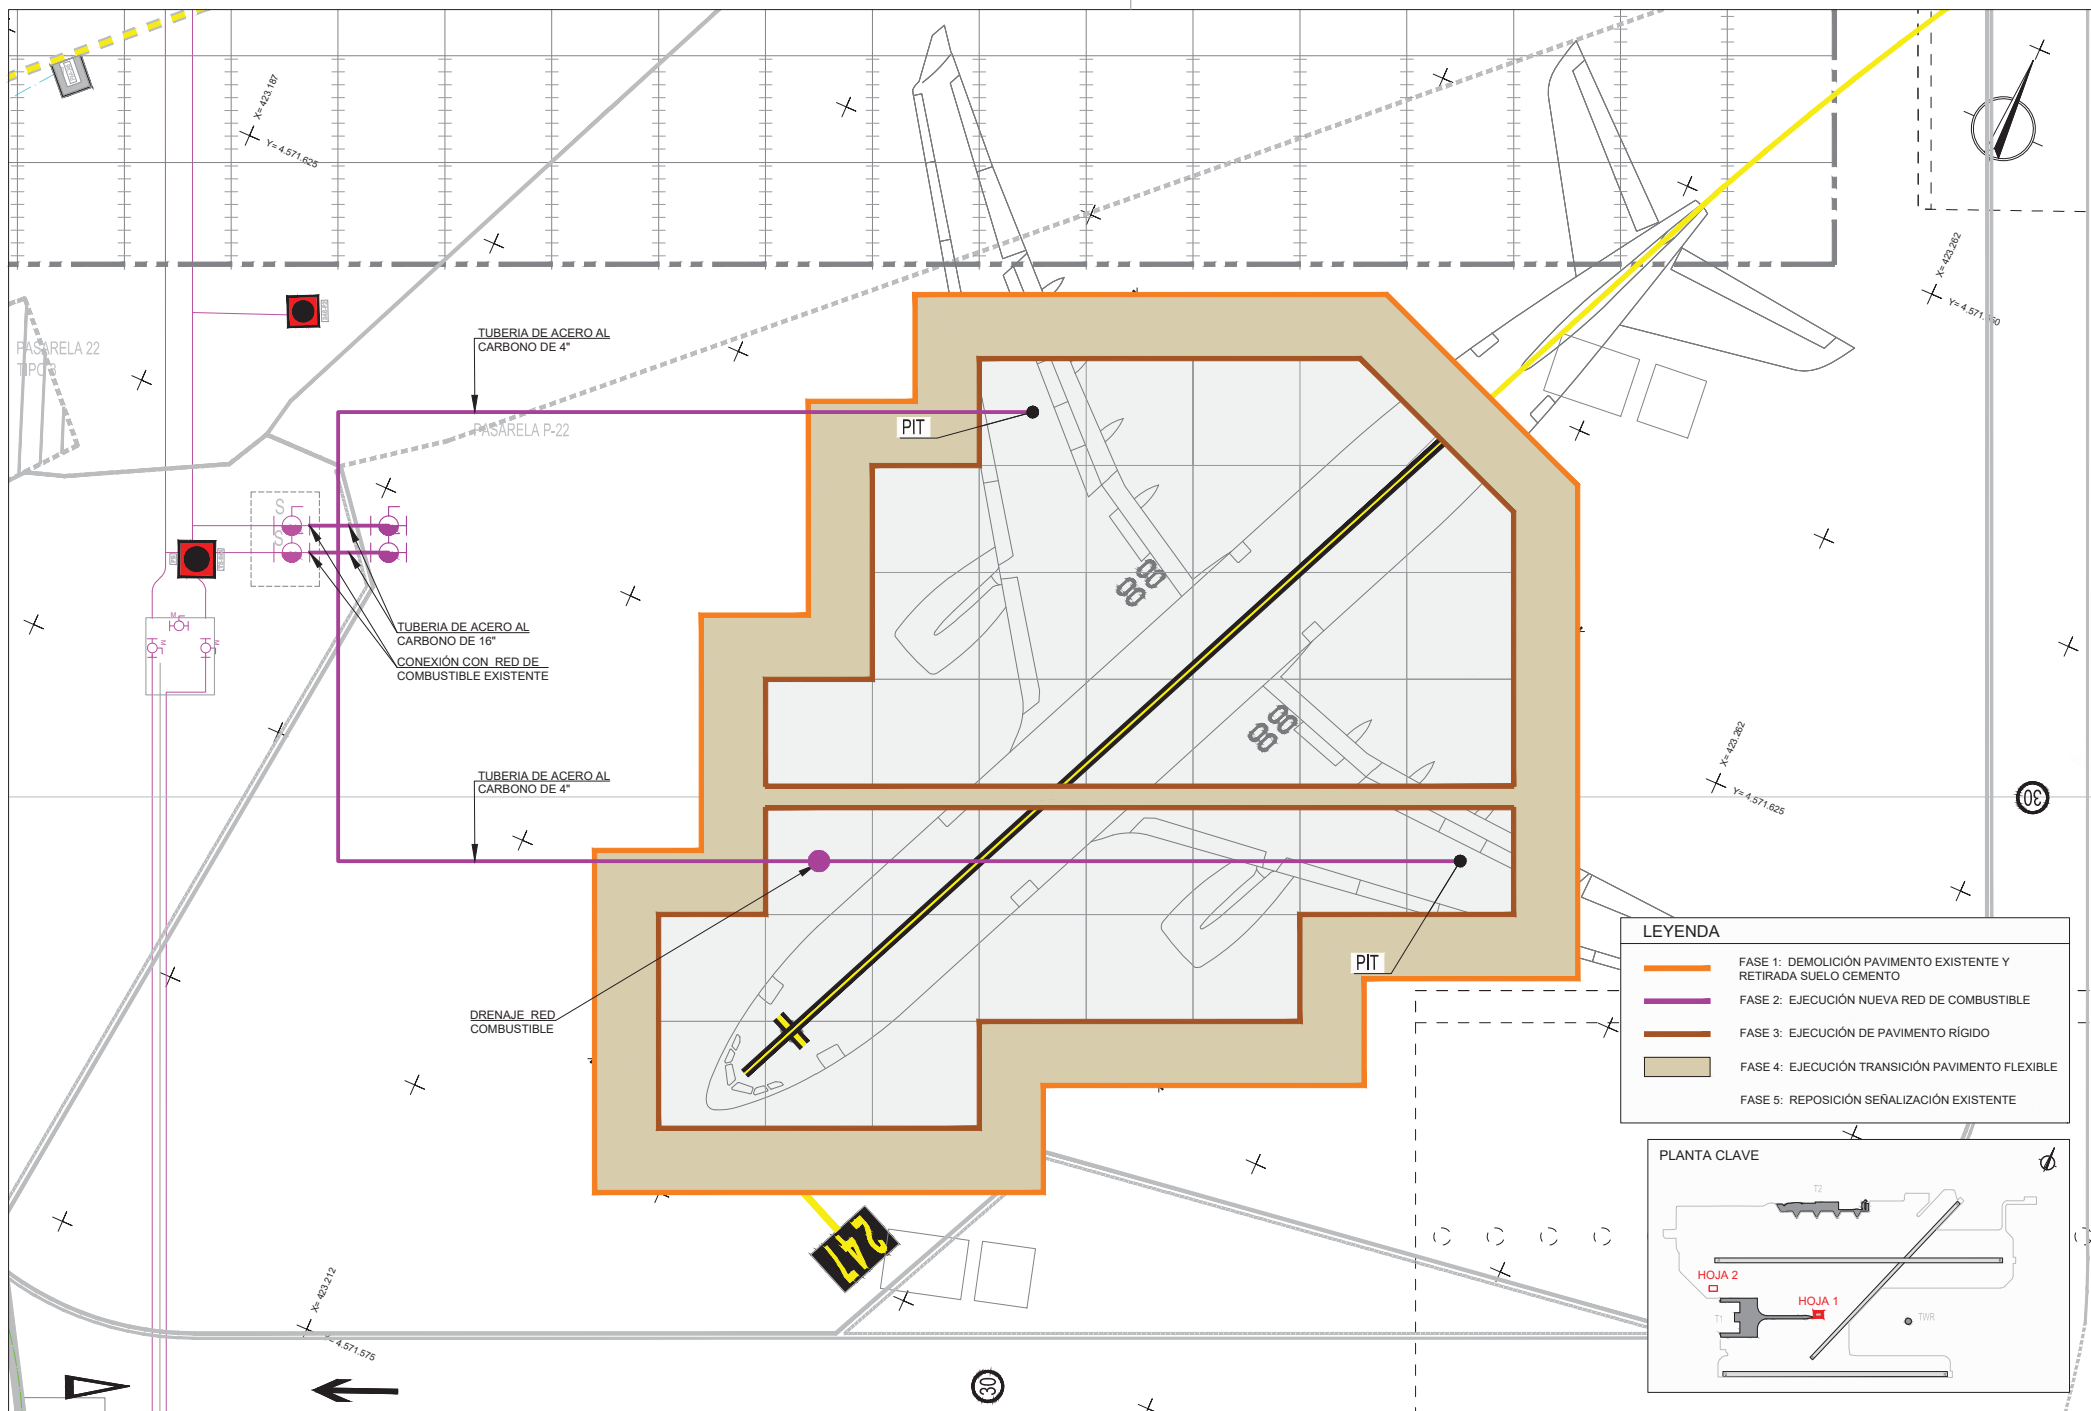 X= 423.187
Y= 4.571.625
X= 423.262
PASARELA 22
TIPO 3
TUBERIA DE ACERO AL
CARBONO DE 4"
PASARELA P-22
PIT
S
S
M
M
M
TUBERIA DE ACERO AL
CARBONO DE 16"
CONEXIÓN CON RED DE
COMBUSTIBLE EXISTENTE
X= 423.262
Y= 4.571.625
30
TUBERIA DE ACERO AL
CARBONO DE 4"
PIT
DRENAJE RED
COMBUSTIBLE
LEYENDA
FASE 1: DEMOLICIÓN PAVIMENTO EXISTENTE Y
RETIRADA SUELO CEMENTO
FASE 2: EJECUCIÓN NUEVA RED DE COMBUSTIBLE
FASE 3: EJECUCIÓN DE PAVIMENTO RÍGIDO
FASE 4: EJECUCIÓN TRANSICIÓN PAVIMENTO FLEXIBLE
FASE 5: REPOSICIÓN SEÑALIZACIÓN EXISTENTE
247
X= 423.212
4.571.575
30
PLANTA CLAVE
T2
HOJA 2
HOJA 1
T1
TWR